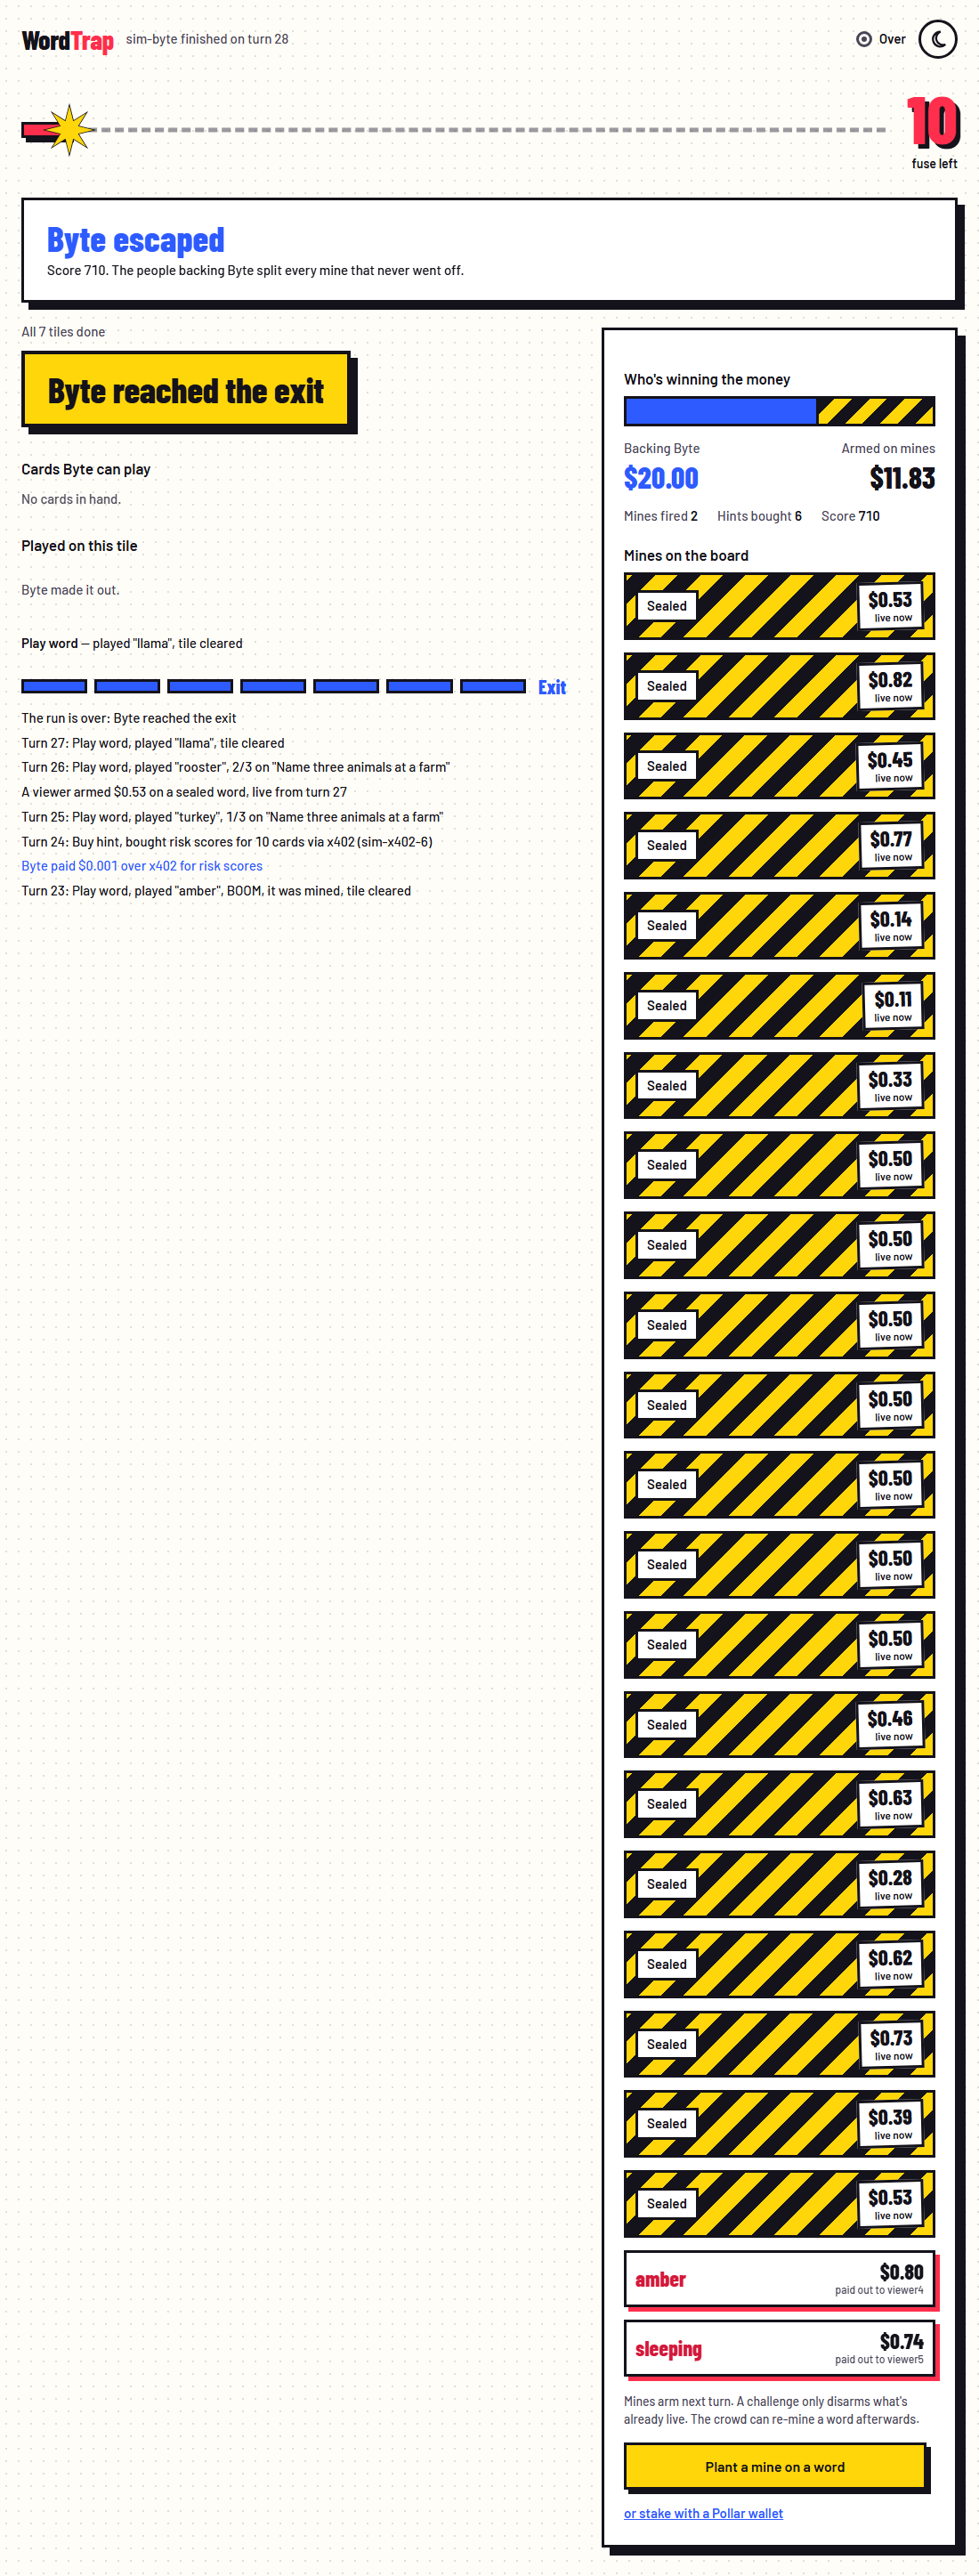 WordTrap sim-byte finished on turn 28
Over
10
fuse left
Byte escaped
Score 710. The people backing Byte split every mine that never went off.
All 7 tiles done
Byte reached the exit
Cards Byte can play
No cards in hand.
Played on this tile
Byte made it out.
Play word — played "llama", tile cleared
Exit
The run is over: Byte reached the exit
Turn 27: Play word, played "llama", tile cleared
Turn 26: Play word, played "rooster", 2/3 on "Name three animals at a farm"
A viewer armed $0.53 on a sealed word, live from turn 27
Turn 25: Play word, played "turkey", 1/3 on "Name three animals at a farm"
Turn 24: Buy hint, bought risk scores for 10 cards via x402 (sim-x402-6)
Byte paid $0.001 over x402 for risk scores
Turn 23: Play word, played "amber", BOOM, it was mined, tile cleared
Who's winning the money
Backing Byte Armed on mines
$20.00 $11.83
Mines fired 2 Hints bought 6 Score 710
Mines on the board
Sealed $0.53
live now
Sealed $0.82
live now
Sealed $0.45
live now
Sealed $0.77
live now
Sealed $0.14
live now
Sealed $0.11
live now
Sealed $0.33
live now
Sealed $0.50
live now
Sealed $0.50
live now
Sealed $0.50
live now
Sealed $0.50
live now
Sealed $0.50
live now
Sealed $0.50
live now
Sealed $0.50
live now
Sealed $0.46
live now
Sealed $0.63
live now
Sealed $0.28
live now
Sealed $0.62
live now
Sealed $0.73
live now
Sealed $0.39
live now
Sealed $0.53
live now
amber $0.80
paid out to viewer4
sleeping $0.74
paid out to viewer5
Mines arm next turn. A challenge only disarms what's
already live. The crowd can re-mine a word afterwards.
Plant a mine on a word
or stake with a Pollar wallet